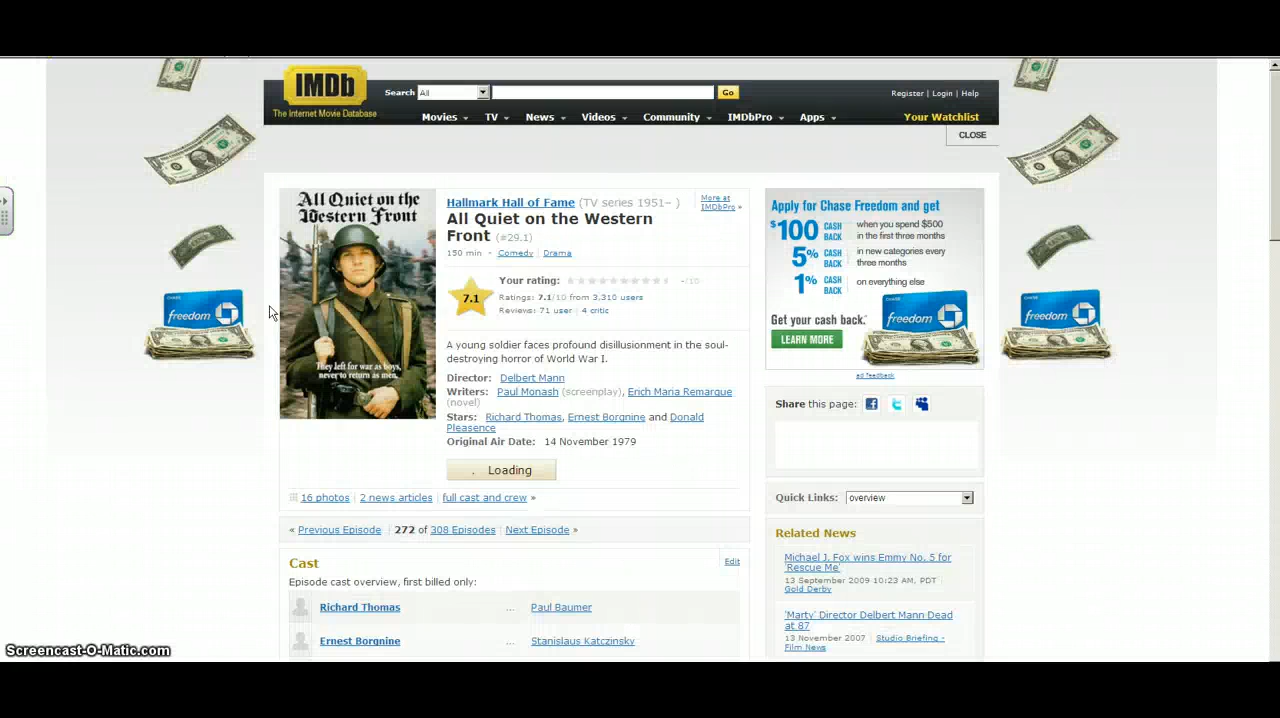 IMDb
The Internet Movie Database
Search All Go
Register | Login | Help
Movies TV News Videos Community IMDbPro Apps Your Watchlist
CLOSE
All Quiet on the
Western Front
They left for war as boys,
never to return as men.
Hallmark Hall of Fame (TV series 1951– )
More at
IMDbPro »
All Quiet on the Western
Front (#29.1)
150 min - Comedy | Drama
7.1
Your rating: -/10
Ratings: 7.1/10 from 3,310 users
Reviews: 71 user | 4 critic
A young soldier faces profound disillusionment in the soul-
destroying horror of World War I.
Director: Delbert Mann
Writers: Paul Monash (screenplay), Erich Maria Remarque
(novel)
Stars: Richard Thomas, Ernest Borgnine and Donald
Pleasence
Original Air Date: 14 November 1979
. Loading
16 photos | 2 news articles | full cast and crew »
« Previous Episode | 272 of 308 Episodes | Next Episode »
Cast
Edit
Episode cast overview, first billed only:
Richard Thomas ... Paul Baumer
Ernest Borgnine ... Stanislaus Katczinsky
Apply for Chase Freedom and get
$100 CASH BACK when you spend $500 in the first three months
5% CASH BACK in new categories every three months
1% CASH BACK on everything else
Get your cash back.
LEARN MORE
freedom
ad feedback
Share this page:
Quick Links: overview
Related News
Michael J. Fox wins Emmy No. 5 for
'Rescue Me'
13 September 2009 10:23 AM, PDT |
Gold Derby
'Marty' Director Delbert Mann Dead
at 87
13 November 2007 | Studio Briefing -
Film News
CHASE
freedom
CHASE
freedom
Screencast-O-Matic.com